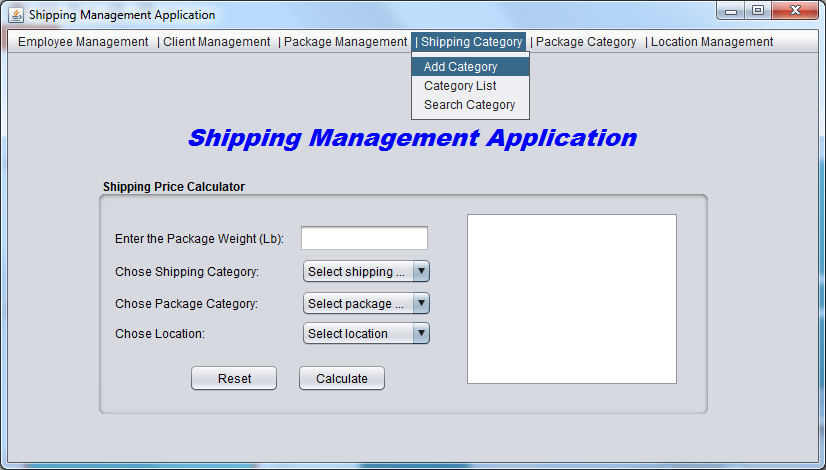 Shipping Management Application
Employee Management | Client Management | Package Management | Shipping Category | Package Category | Location Management
Add Category
Category List
Search Category
Shipping Management Application
Shipping Price Calculator
Enter the Package Weight (Lb):
Chose Shipping Category: Select shipping ...
Chose Package Category: Select package ...
Chose Location: Select location
Reset Calculate